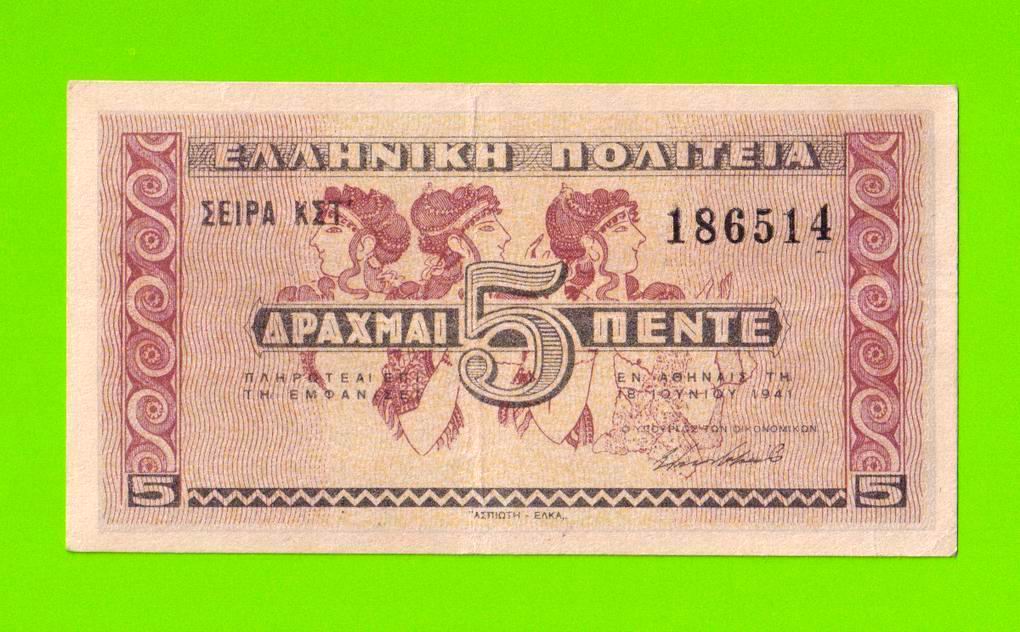 ΕΛΛΗΝΙΚΗ ΠΟΛΙΤΕΙΑ
ΣΕΙΡΑ ΚΣΤ'
186514
ΔΡΑΧΜΑΙ 5 ΠΕΝΤΕ
ΠΛΗΡΩΤΕΑΙ ΕΠΙ
ΤΗ ΕΜΦΑΝΙΣΕΙ
ΕΝ ΑΘΗΝΑΙΣ ΤΗ
18 ΙΟΥΝΙΟΥ 1941
Ο ΥΠΟΥΡΓΟΣ ΤΩΝ ΟΙΚΟΝΟΜΙΚΩΝ
5
5
"ΑΣΠΙΩΤΗ - ΕΛΚΑ„